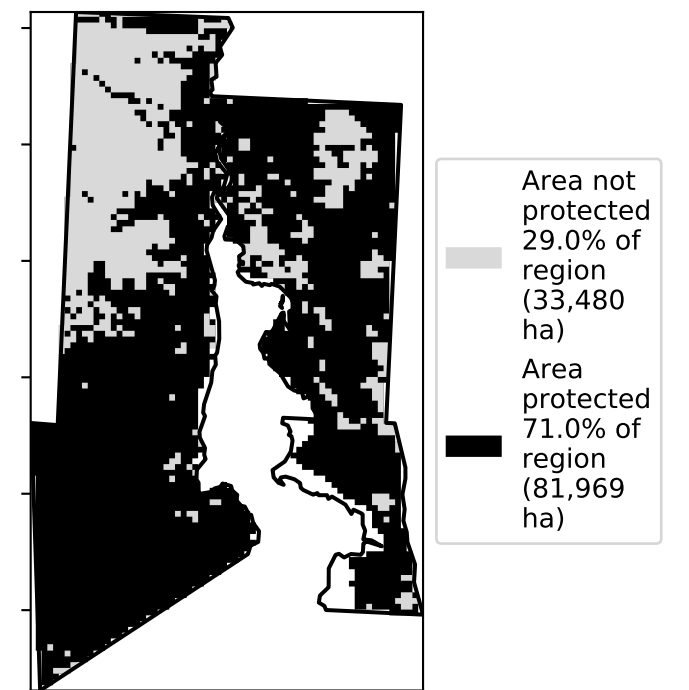 Area not
protected
29.0% of
region
(33,480
ha)
Area
protected
71.0% of
region
(81,969
ha)